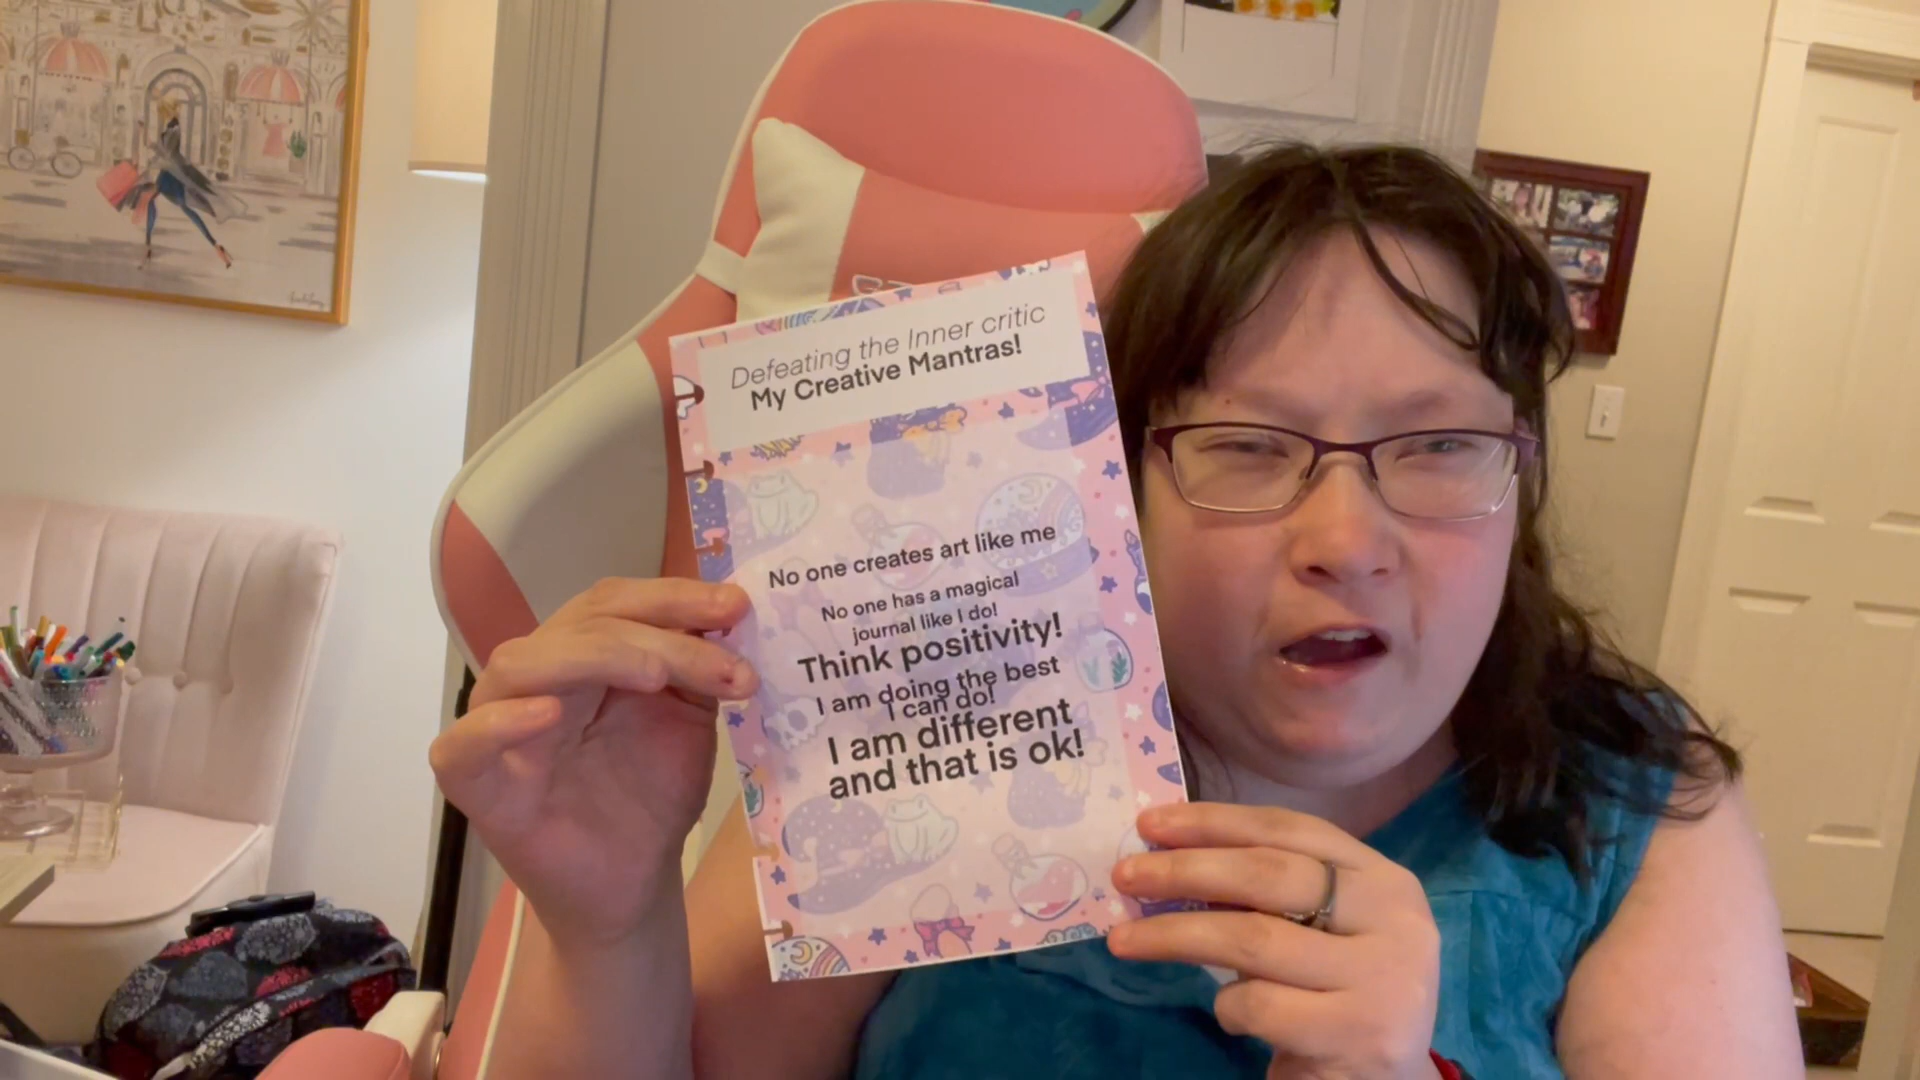 Defeating the Inner critic
My Creative Mantras!
No one creates art like me
No one has a magical
journal like I do!
Think positivity!
I am doing the best
I can do!
I am different
and that is ok!